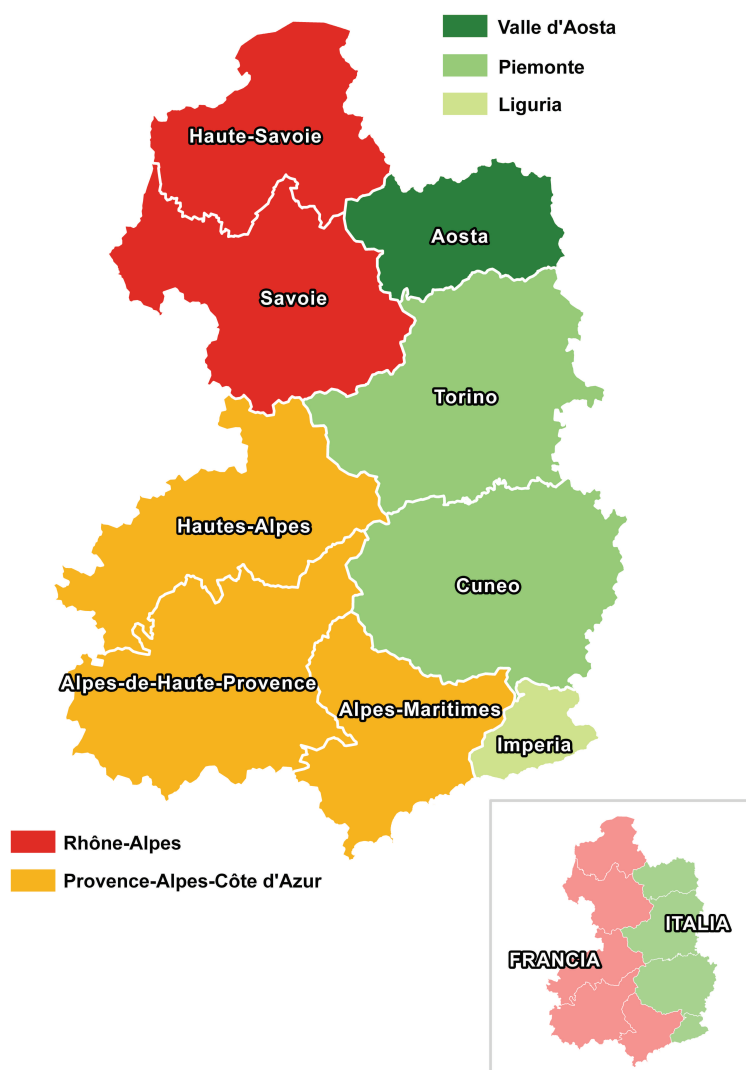 Valle d'Aosta
Piemonte
Liguria
Haute-Savoie
Aosta
Savoie
Torino
Hautes-Alpes
Cuneo
Alpes-de-Haute-Provence
Alpes-Maritimes
Imperia
Rhône-Alpes
Provence-Alpes-Côte d'Azur
ITALIA
FRANCIA